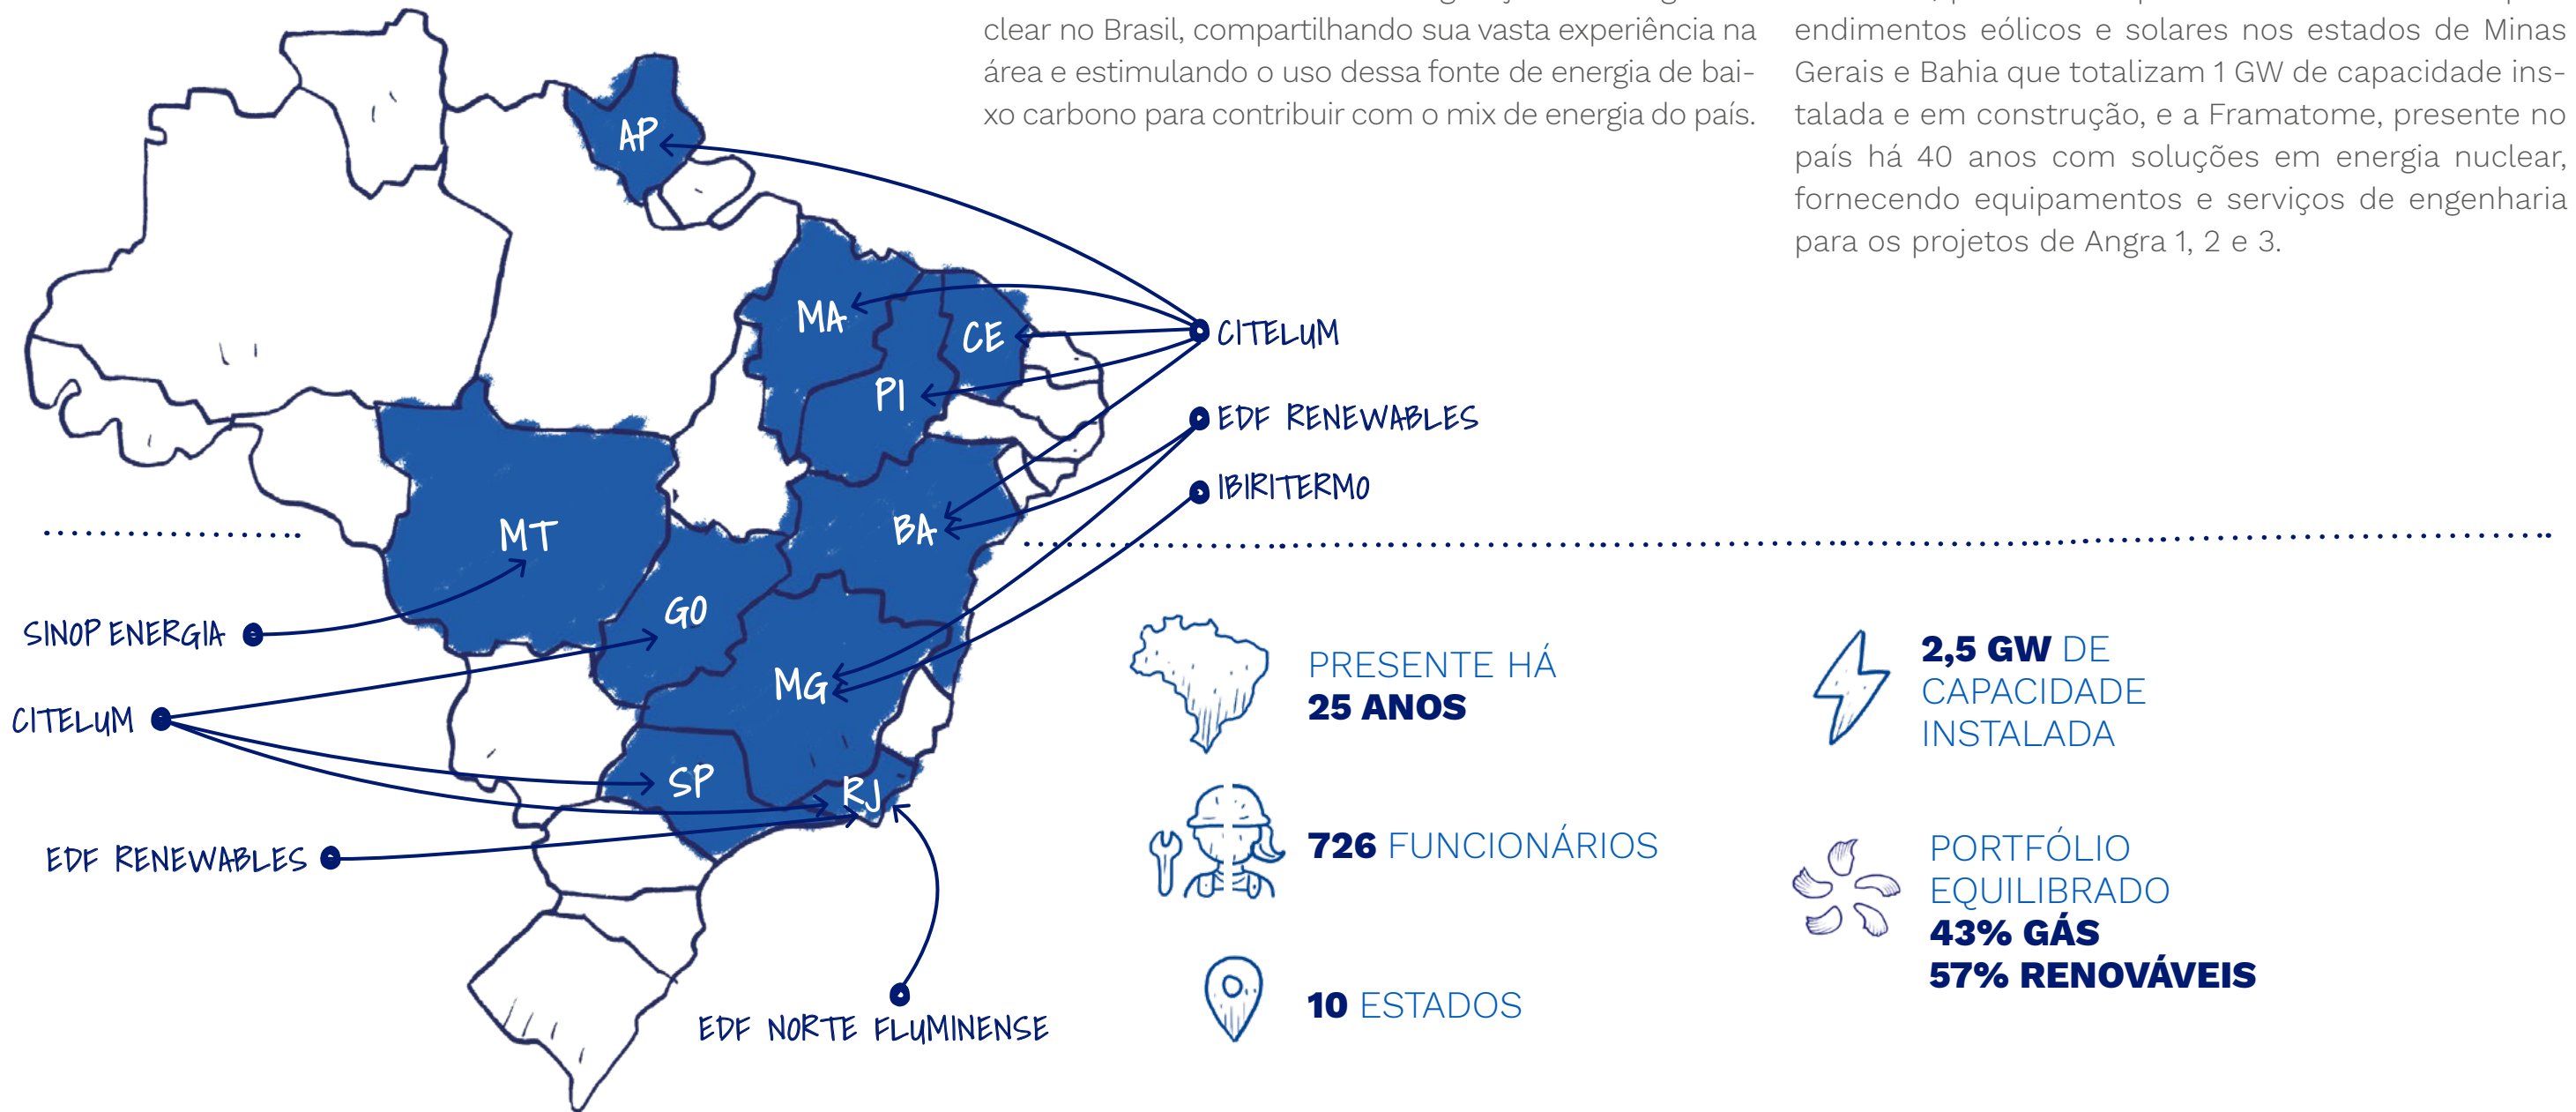 clear no Brasil, compartilhando sua vasta experiência na
área e estimulando o uso dessa fonte de energia de bai-
xo carbono para contribuir com o mix de energia do país.
endimentos eólicos e solares nos estados de Minas
Gerais e Bahia que totalizam 1 GW de capacidade ins-
talada e em construção, e a Framatome, presente no
país há 40 anos com soluções em energia nuclear,
fornecendo equipamentos e serviços de engenharia
para os projetos de Angra 1, 2 e 3.
AP
MA
CE
PI
BA
MT
GO
MG
SP
RJ
CITELUM
EDF RENEWABLES
IBIRITERMO
SINOP ENERGIA
CITELUM
EDF RENEWABLES
EDF NORTE FLUMINENSE
PRESENTE HÁ
25 ANOS
726 FUNCIONÁRIOS
10 ESTADOS
2,5 GW DE
CAPACIDADE
INSTALADA
PORTFÓLIO
EQUILIBRADO
43% GÁS
57% RENOVÁVEIS